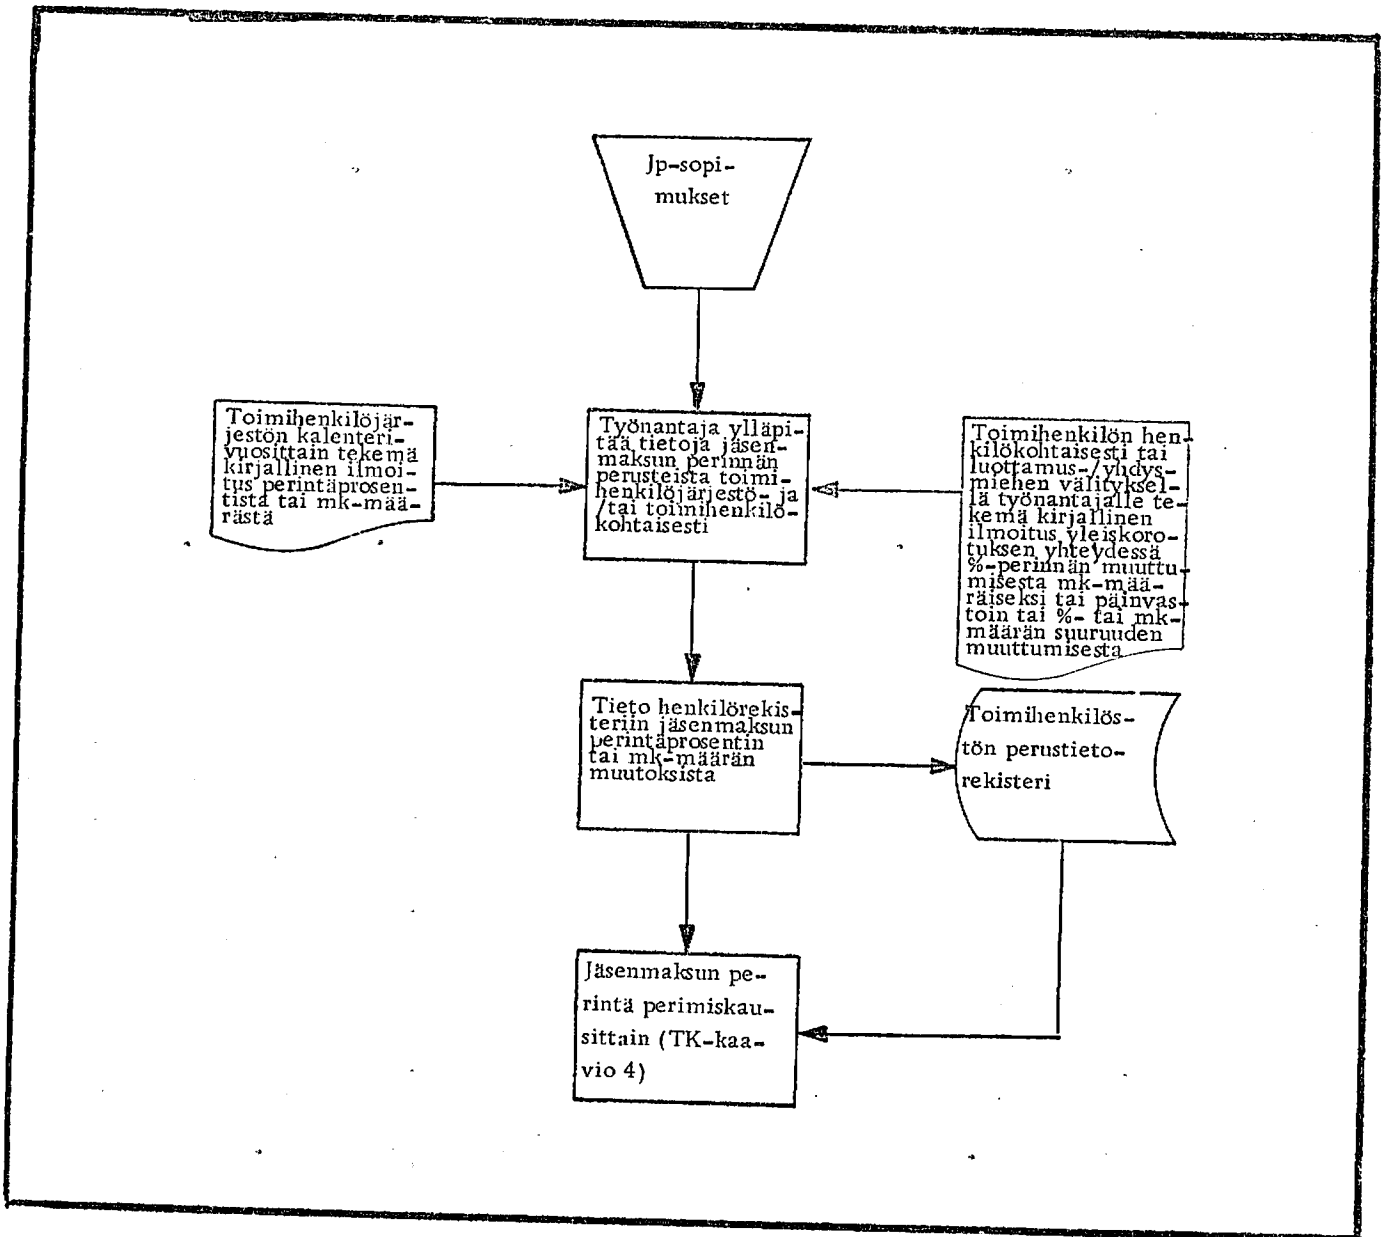 Jp-sopi-
mukset
Toimihenkilöjär-
jestön kalenteri-
vuosittain tekemä
kirjallinen ilmoi-
tus perintäprosen-
tista tai mk-mää-
rästä
Työnantaja ylläpi-
tää tietoja jäsen-
maksun perinnän
perusteista toimi-
henkilöjärjestö- ja
/tai toimihenkilö-
kohtaisesti
Toimihenkilön hen-
kilökohtaisesti tai
luottamus-/yhdys-
miehen välityksel-
lä työnantajalle te-
kemä kirjallinen
ilmoitus yleiskoro-
tuksen yhteydessä
%-perinnän muuttu-
misesta mk-mää-
räiseksi tai päinvas-
toin tai %- tai mk-
määrän suuruuden
muuttumisesta
Tieto henkilörekis-
teriin jäsenmaksun
perintäprosentin
tai mk-määrän
muutoksista
Toimihenkilös-
tön perustieto-
rekisteri
Jäsenmaksun pe-
rintä perimiskau-
sittain (TK-kaa-
vio 4)